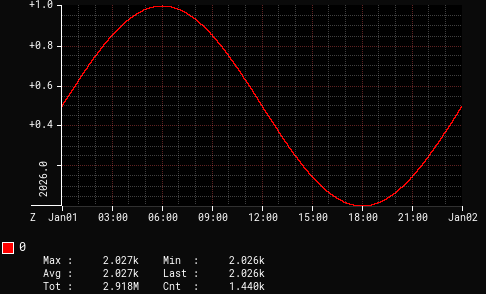 +1.0
+0.8
+0.6
+0.4
2026.0
Z Jan01 03:00 06:00 09:00 12:00 15:00 18:00 21:00 Jan02
0
Max : 2.027k Min : 2.026k
Avg : 2.027k Last : 2.026k
Tot : 2.918M Cnt : 1.440k